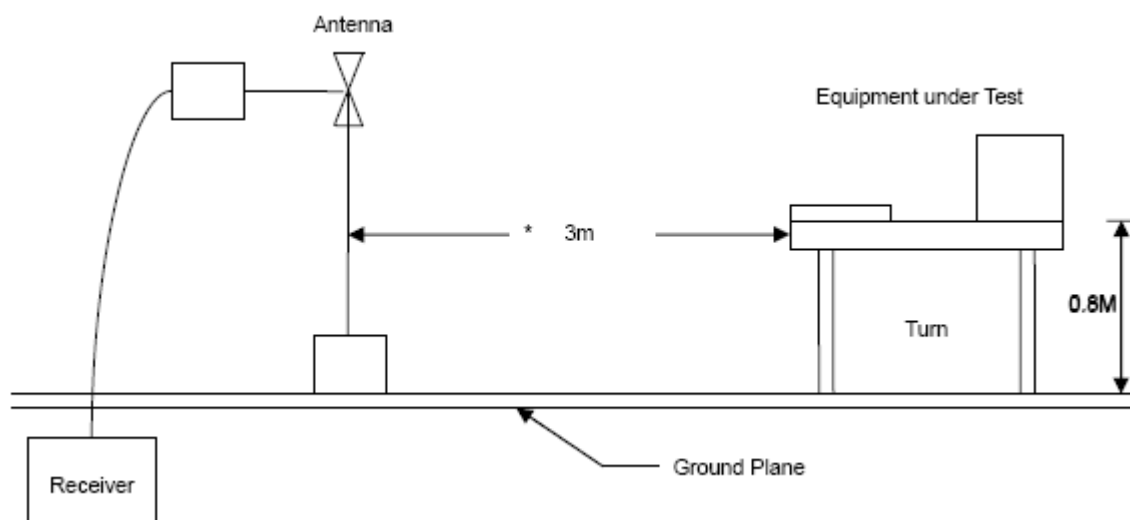 Antenna
Equipment under Test
* 3m
0.8M
Turn
Ground Plane
Receiver